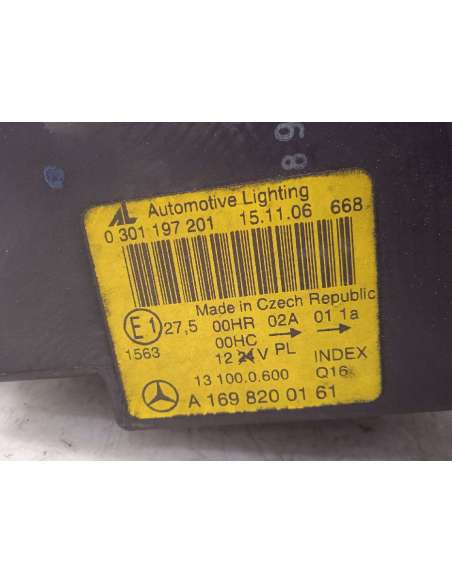 98
AL Automotive Lighting
0 301 197 201 15.11.06 668
Made in Czech Republic
E1 27,5 00HR 02A 01 1a
1563 00HC → →
12 24 V PL INDEX
13 100.0.600 Q16
A 169 820 01 61